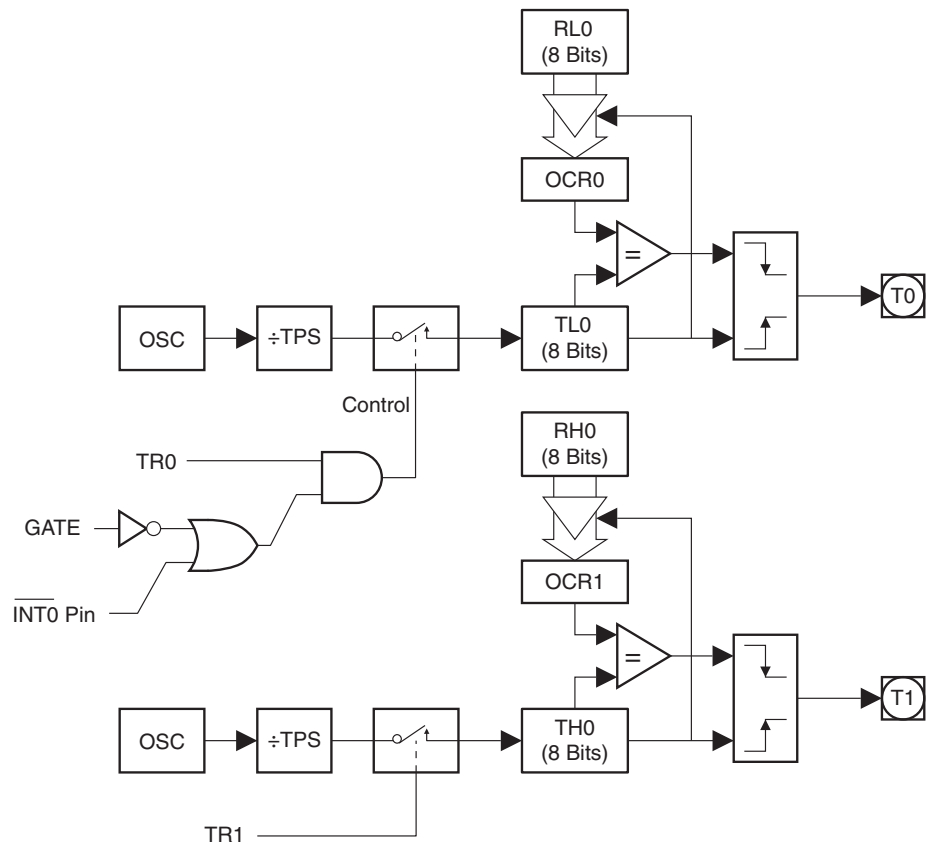 RL0
(8 Bits)
OCR0
=
T0
OSC
÷TPS
TL0
(8 Bits)
Control
RH0
(8 Bits)
TR0
GATE
OCR1
INT0 Pin
=
T1
OSC
÷TPS
TH0
(8 Bits)
TR1